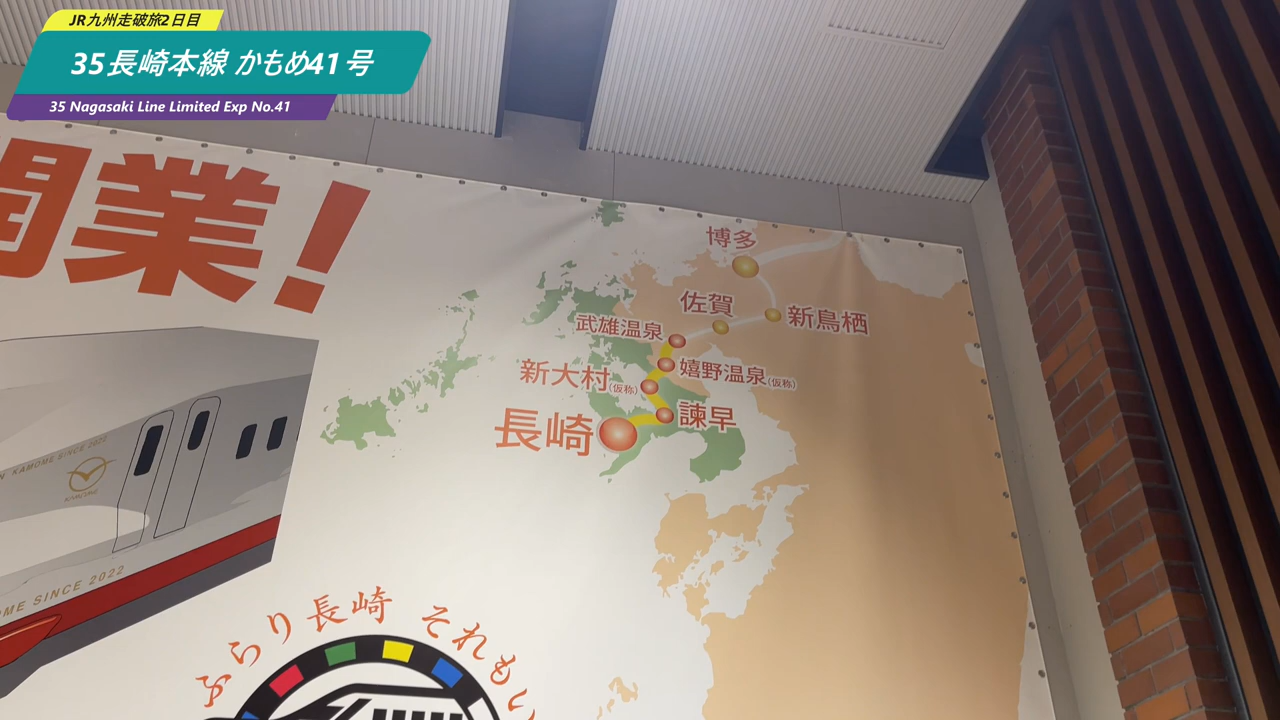 JR九州走破旅2日目
35長崎本線 かもめ41号
35 Nagasaki Line Limited Exp No.41
開業!
博多
佐賀
新鳥栖
武雄温泉
嬉野温泉(仮称)
新大村(仮称)
諫早
長崎
KAMOME SINCE 2022
OME SINCE 2022
ぶらり長崎 それもい